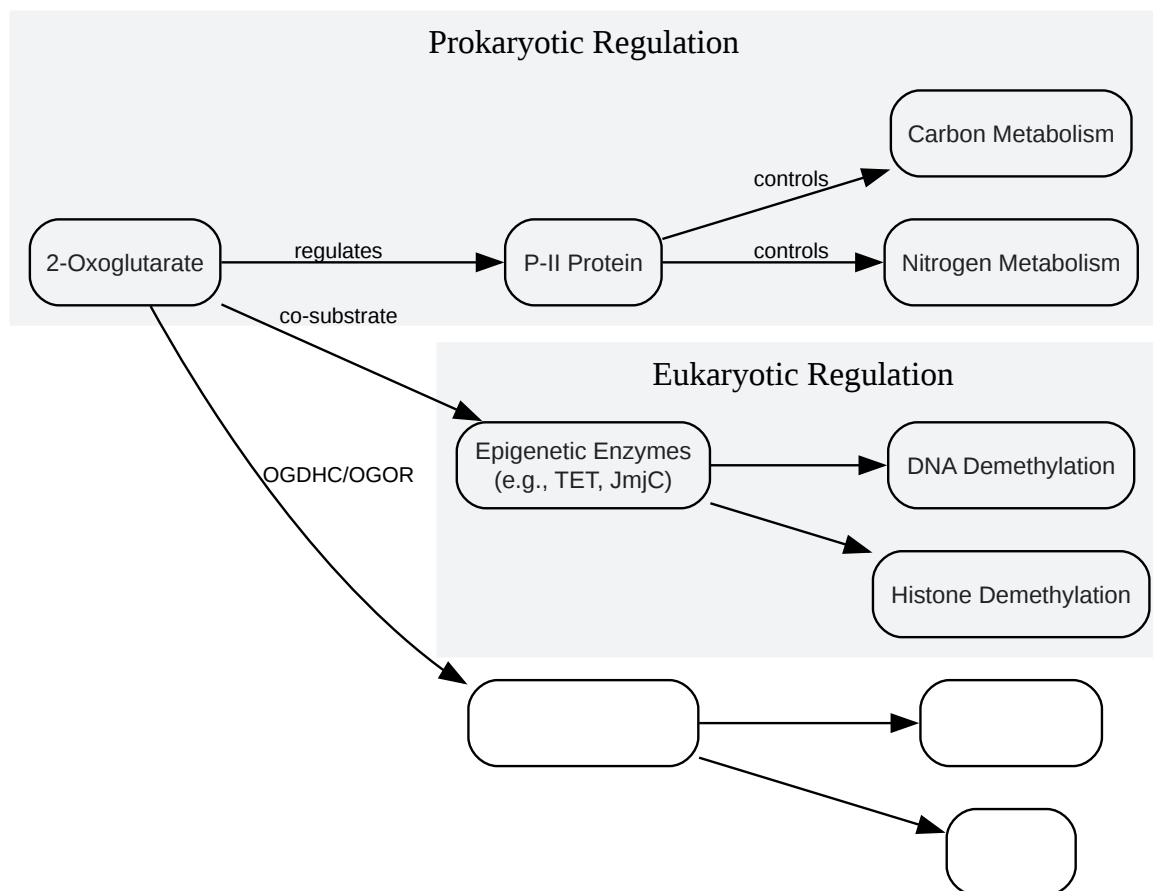 Prokaryotic Regulation
Carbon Metabolism
controls
2-Oxoglutarate
regulates
P-II Protein
controls
Nitrogen Metabolism
co-substrate
Eukaryotic Regulation
Epigenetic Enzymes
(e.g., TET, JmjC)
DNA Demethylation
OGDHC/OGOR
Histone Demethylation